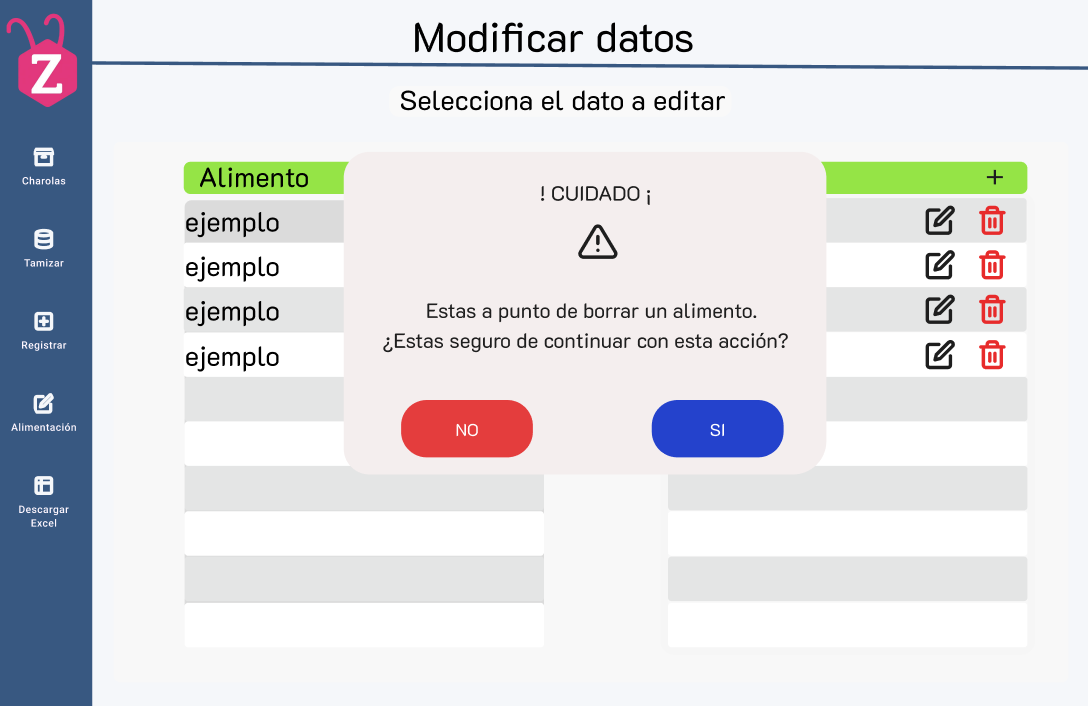 Modificar datos
Z
Selecciona el dato a editar
Charolas
Tamizar
Registrar
Alimentación
Descargar
Excel
Alimento
+
ejemplo
ejemplo
ejemplo
ejemplo
! CUIDADO ¡
Estas a punto de borrar un alimento.
¿Estas seguro de continuar con esta acción?
NO
SI